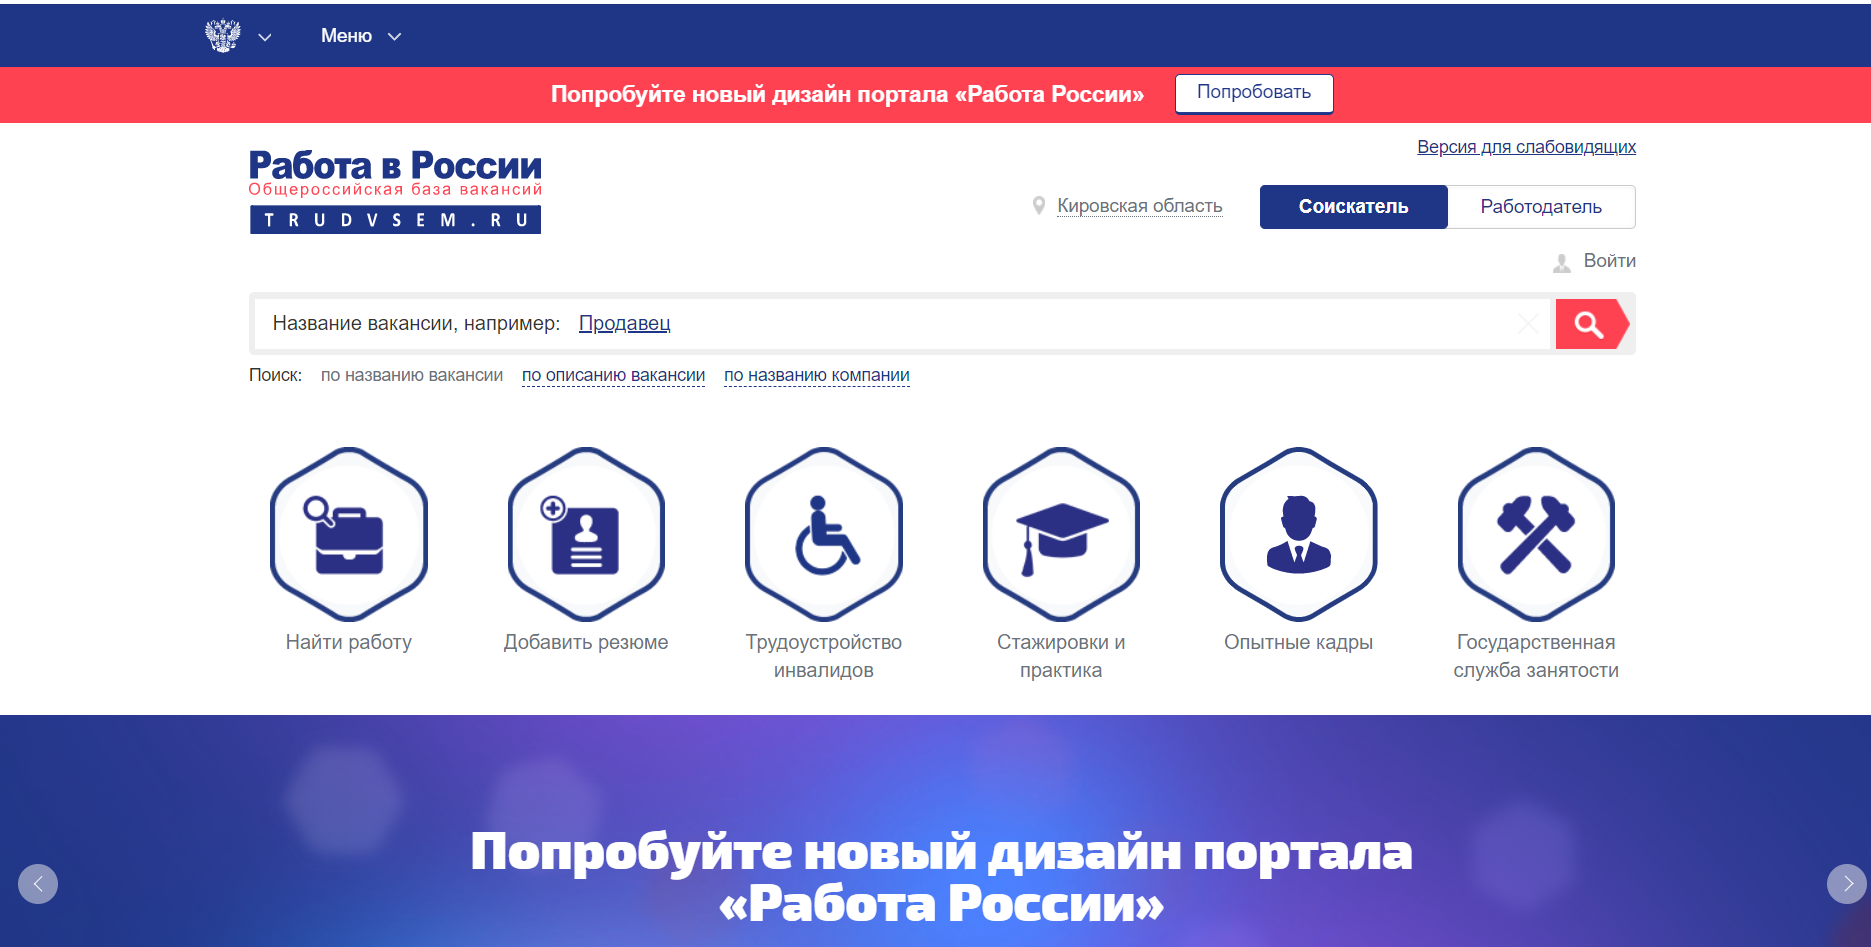 Меню
Попробуйте новый дизайн портала «Работа России» Попробовать
Версия для слабовидящих
Работа в России
Общероссийская база вакансий
TRUDVSEM.RU
Кировская область Соискатель Работодатель
Войти
Название вакансии, например: Продавец
Поиск: по названию вакансии по описанию вакансии по названию компании
Найти работу
Добавить резюме
Трудоустройство
инвалидов
Стажировки и
практика
Опытные кадры
Государственная
служба занятости
Попробуйте новый дизайн портала
«Работа России»